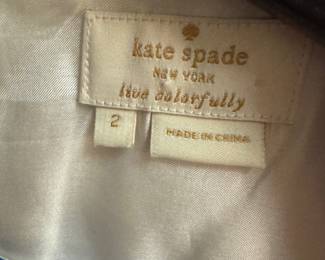 kate spade
NEW YORK
live colorfully
2
MADE IN CHINA